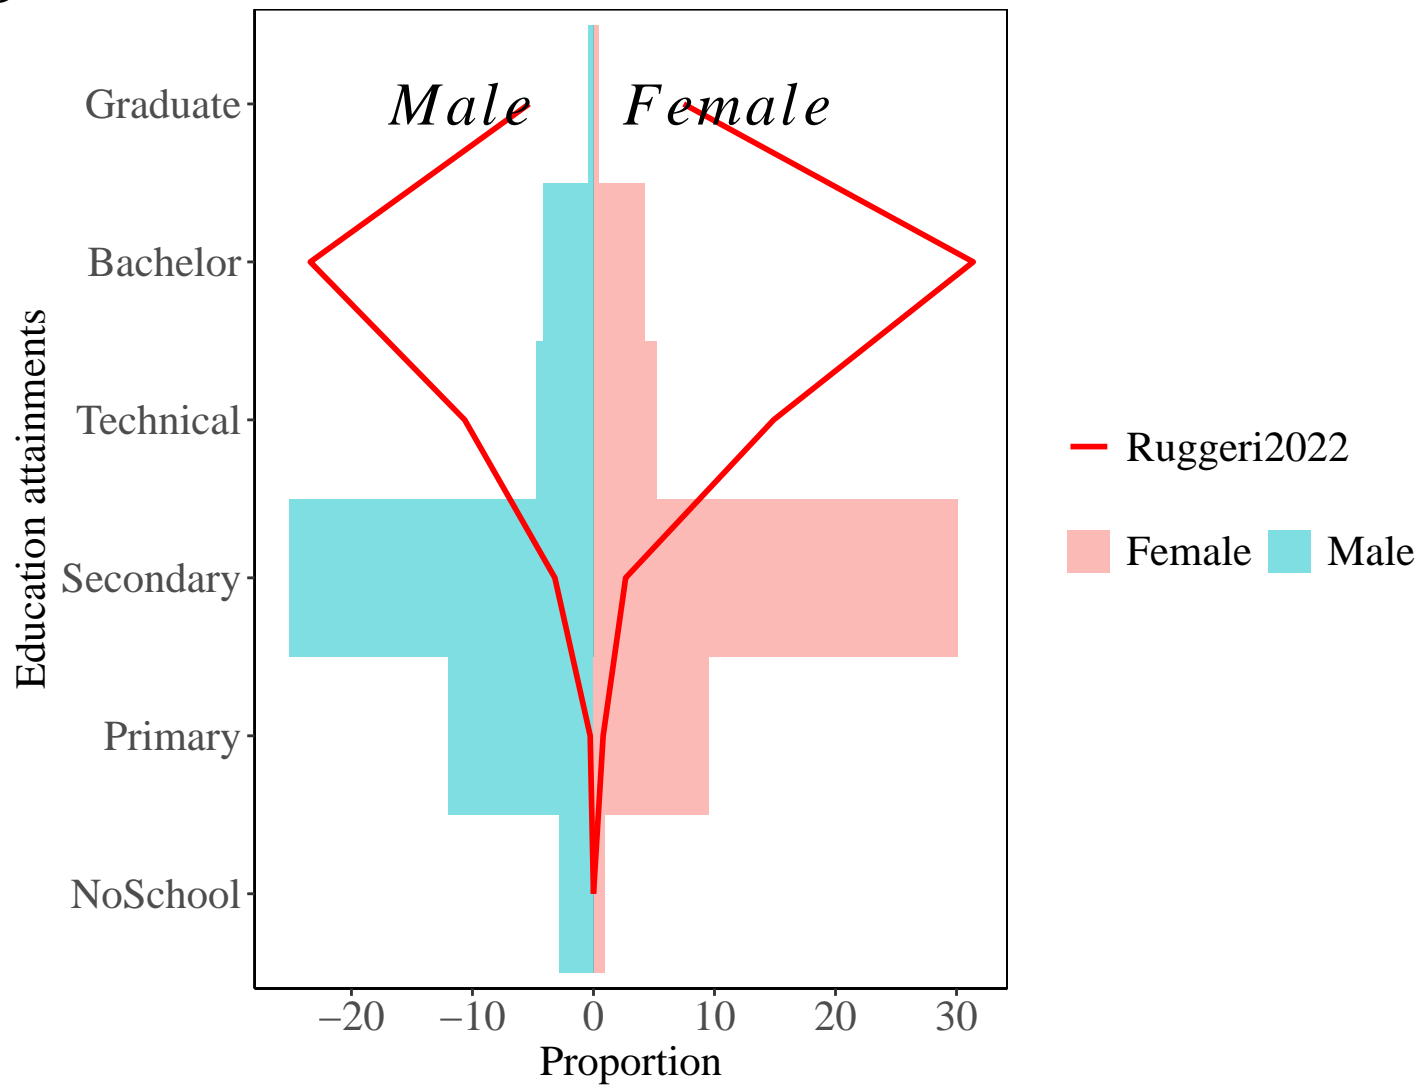 Male Female
Graduate
Bachelor
Technical
Secondary
Primary
NoSchool
Education attainments
−20 −10 0 10 20 30
Proportion
Ruggeri2022
Female Male